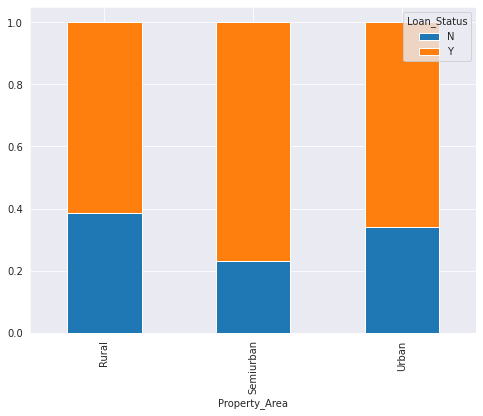 Loan_Status
N
Y
1.0
0.8
0.6
0.4
0.2
0.0
Rural
Semiurban
Urban
Property_Area